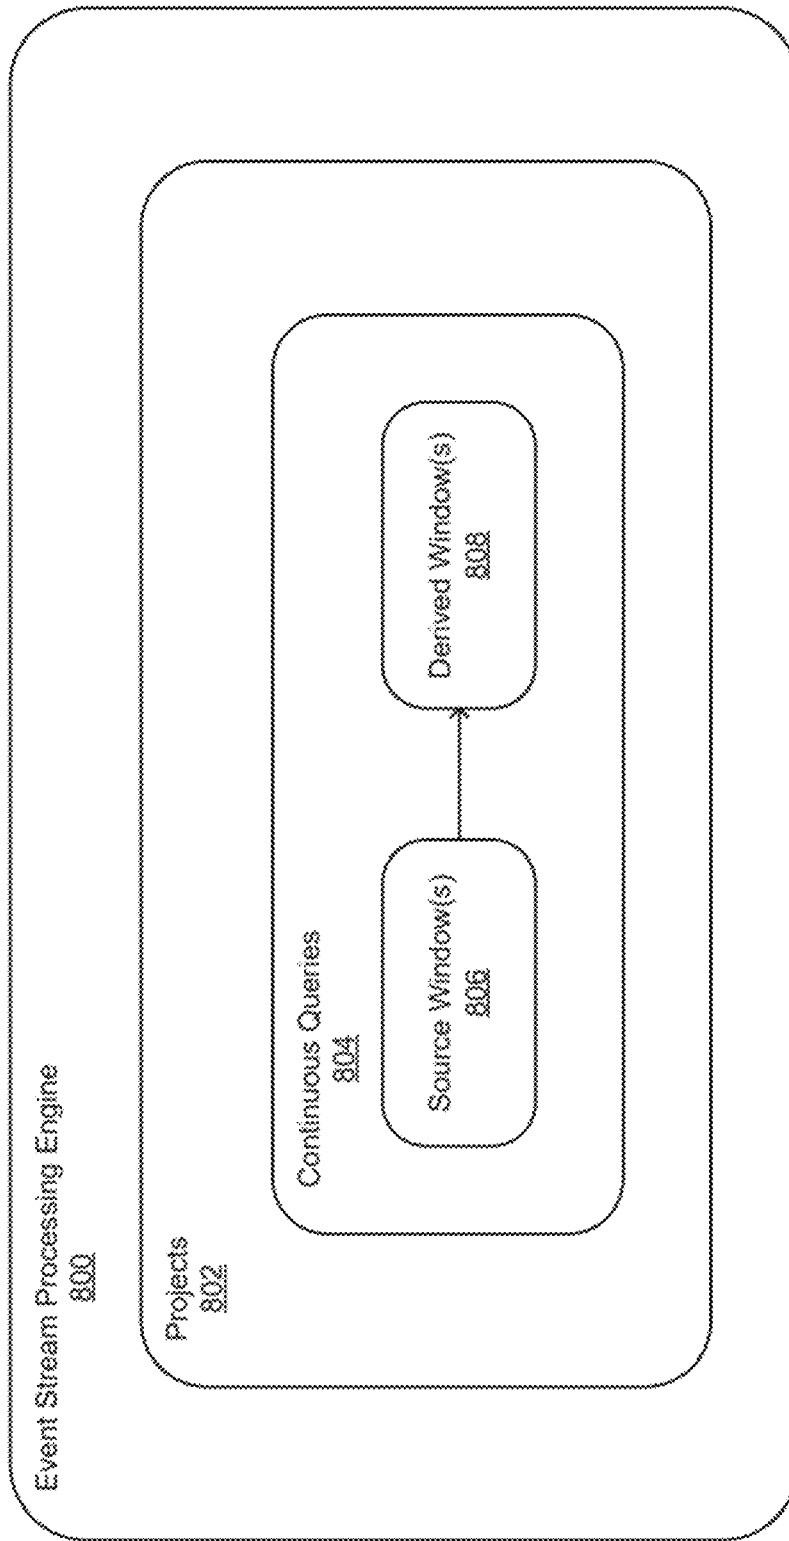 Event Stream Processing Engine
800
Projects
802
Continuous Queries
804
Source Window(s)
806
Derived Window(s)
808